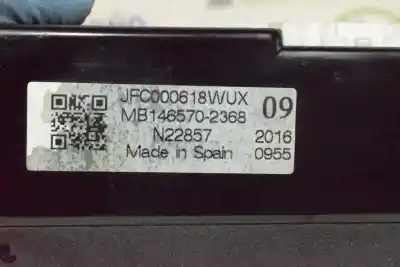 JFC000618WUX 09
MB146570-2368
N22857 2016
Made in Spain 0955